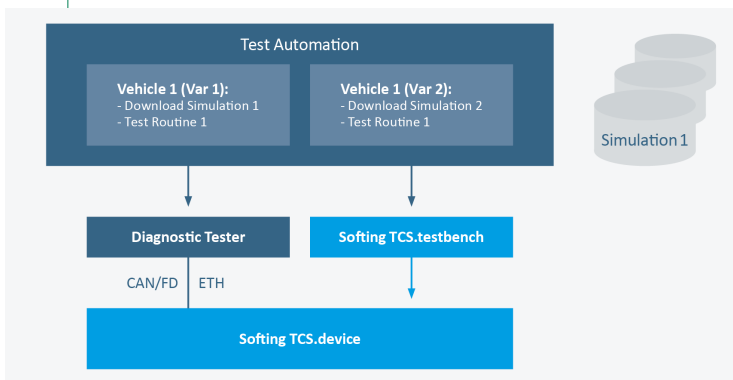 Test Automation
Vehicle 1 (Var 1):
- Download Simulation 1
- Test Routine 1
Vehicle 1 (Var 2):
- Download Simulation 2
- Test Routine 1
Simulation 1
Diagnostic Tester
Softing TCS.testbench
CAN/FD
ETH
Softing TCS.device